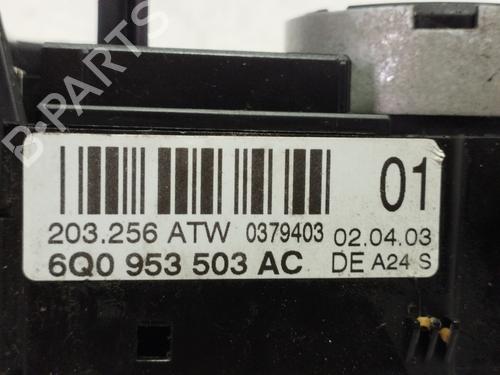 B-PARTS
01
203.256 ATW 0379403 02.04.03
6Q0 953 503 AC DE A24 S